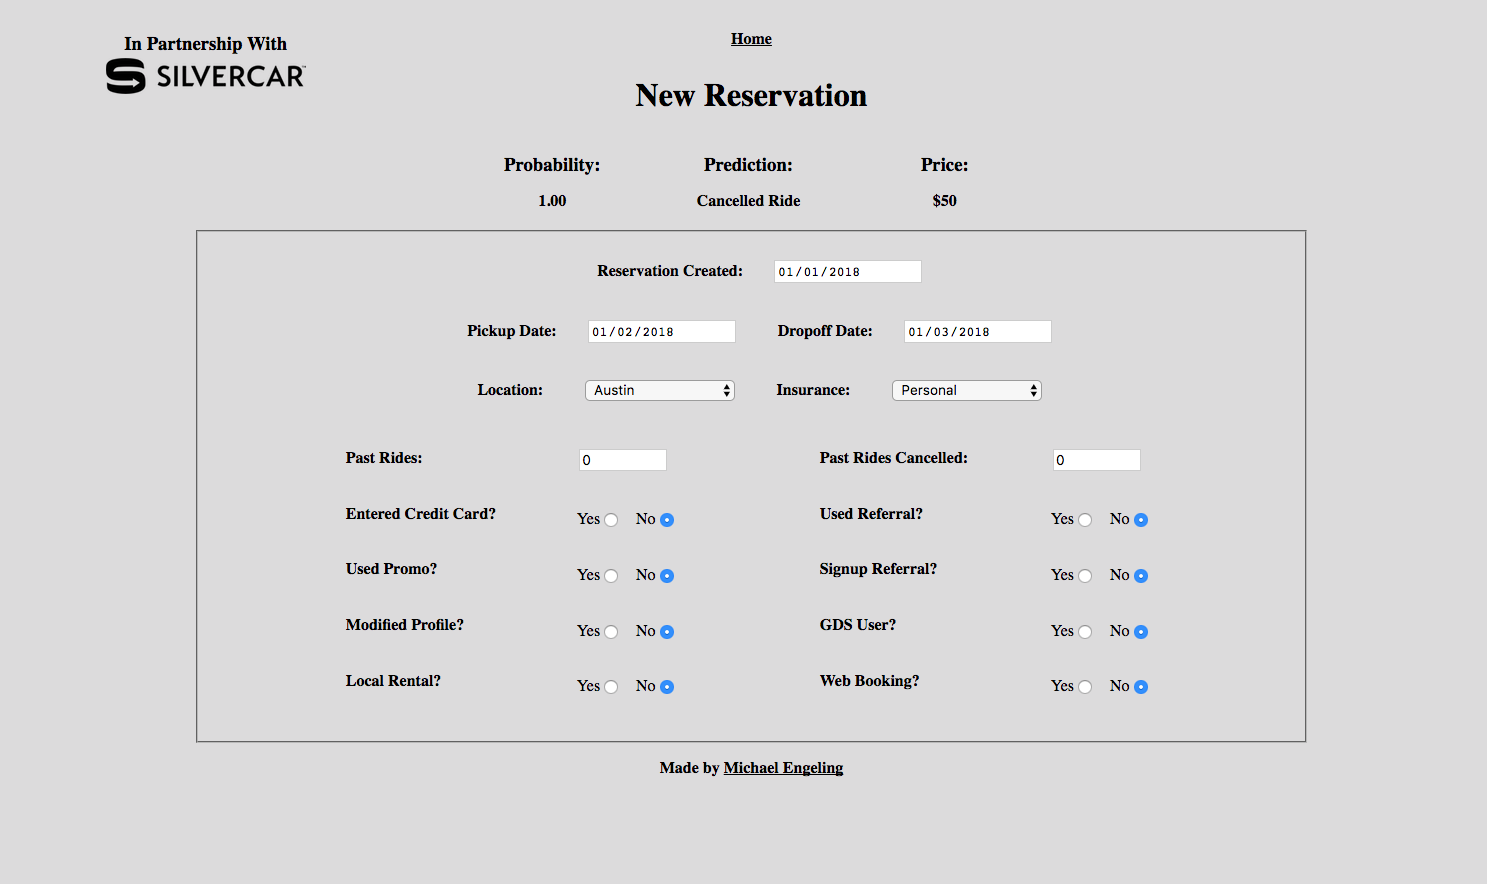 In Partnership With
SILVERCAR™
Home
New Reservation
Probability: Prediction: Price:
1.00 Cancelled Ride $50
Reservation Created: 01/01/2018
Pickup Date: 01/02/2018 Dropoff Date: 01/03/2018
Location: Austin Insurance: Personal
Past Rides: 0 Past Rides Cancelled: 0
Entered Credit Card? Yes No Used Referral? Yes No
Used Promo? Yes No Signup Referral? Yes No
Modified Profile? Yes No GDS User? Yes No
Local Rental? Yes No Web Booking? Yes No
Made by Michael Engeling